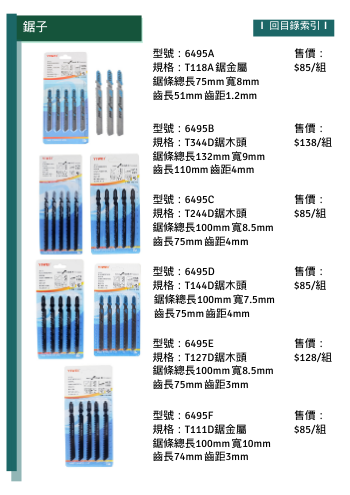 鋸子
回目錄索引
型號：6495A
售價：
規格：T118A 鋸金屬
$85/組
鋸條總長75mm 寬8mm
齒長51mm 齒距1.2mm
型號：6495B
售價：
規格：T344D鋸木頭
$138/組
鋸條總長132mm 寬9mm
齒長110mm 齒距4mm
型號：6495C
售價：
規格：T244D鋸木頭
$85/組
鋸條總長100mm 寬8.5mm
齒長75mm 齒距4mm
型號：6495D
售價：
規格：T144D鋸木頭
$85/組
鋸條總長100mm 寬7.5mm
齒長75mm 齒距4mm
型號：6495E
售價：
規格：T127D鋸木頭
$128/組
鋸條總長100mm 寬8.5mm
齒長75mm 齒距3mm
型號：6495F
售價：
規格：T111D鋸金屬
$85/組
鋸條總長100mm 寬10mm
齒長74mm 齒距3mm